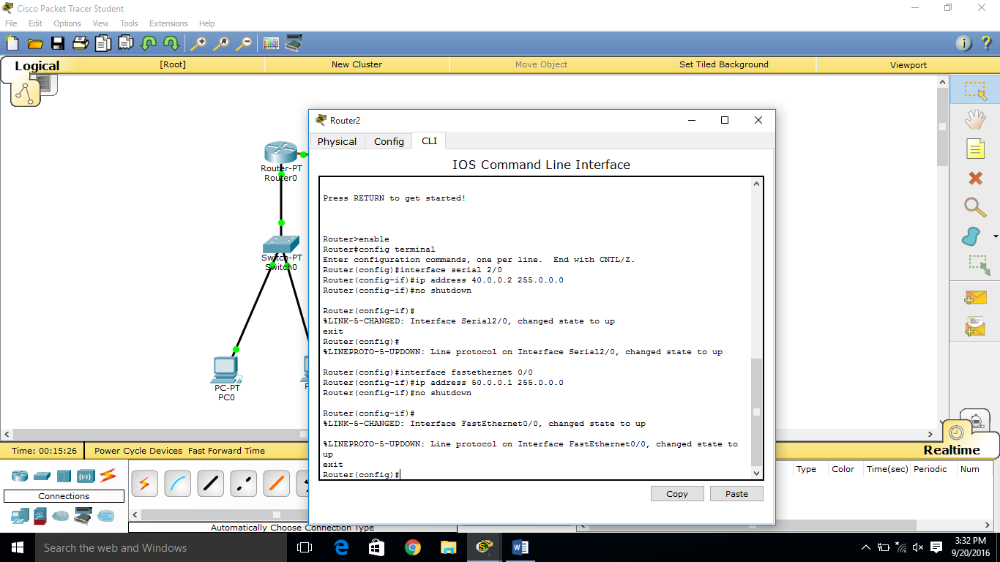 Cisco Packet Tracer Student
File Edit Options View Tools Extensions Help
Logical
[Root]
New Cluster
Move Object
Set Tiled Background
Viewport
Router-PT
Router0
Switch-PT
Switch0
PC-PT
PC0
Router2
Physical Config CLI
IOS Command Line Interface
Press RETURN to get started!
Router>enable
Router#config terminal
Enter configuration commands, one per line.  End with CNTL/Z.
Router(config)#interface serial 2/0
Router(config-if)#ip address 40.0.0.2 255.0.0.0
Router(config-if)#no shutdown
Router(config-if)#
%LINK-5-CHANGED: Interface Serial2/0, changed state to up
exit
Router(config)#
%LINEPROTO-5-UPDOWN: Line protocol on Interface Serial2/0, changed state to up
Router(config)#interface fastethernet 0/0
Router(config-if)#ip address 50.0.0.1 255.0.0.0
Router(config-if)#no shutdown
Router(config-if)#
%LINK-5-CHANGED: Interface FastEthernet0/0, changed state to up
%LINEPROTO-5-UPDOWN: Line protocol on Interface FastEthernet0/0, changed state to
up
exit
Router(config)#
Copy
Paste
Time: 00:15:26
Power Cycle Devices Fast Forward Time
Realtime
Connections
Automatically Choose Connection Type
Type Color Time(sec) Periodic Num
Search the web and Windows
3:32 PM
9/20/2016